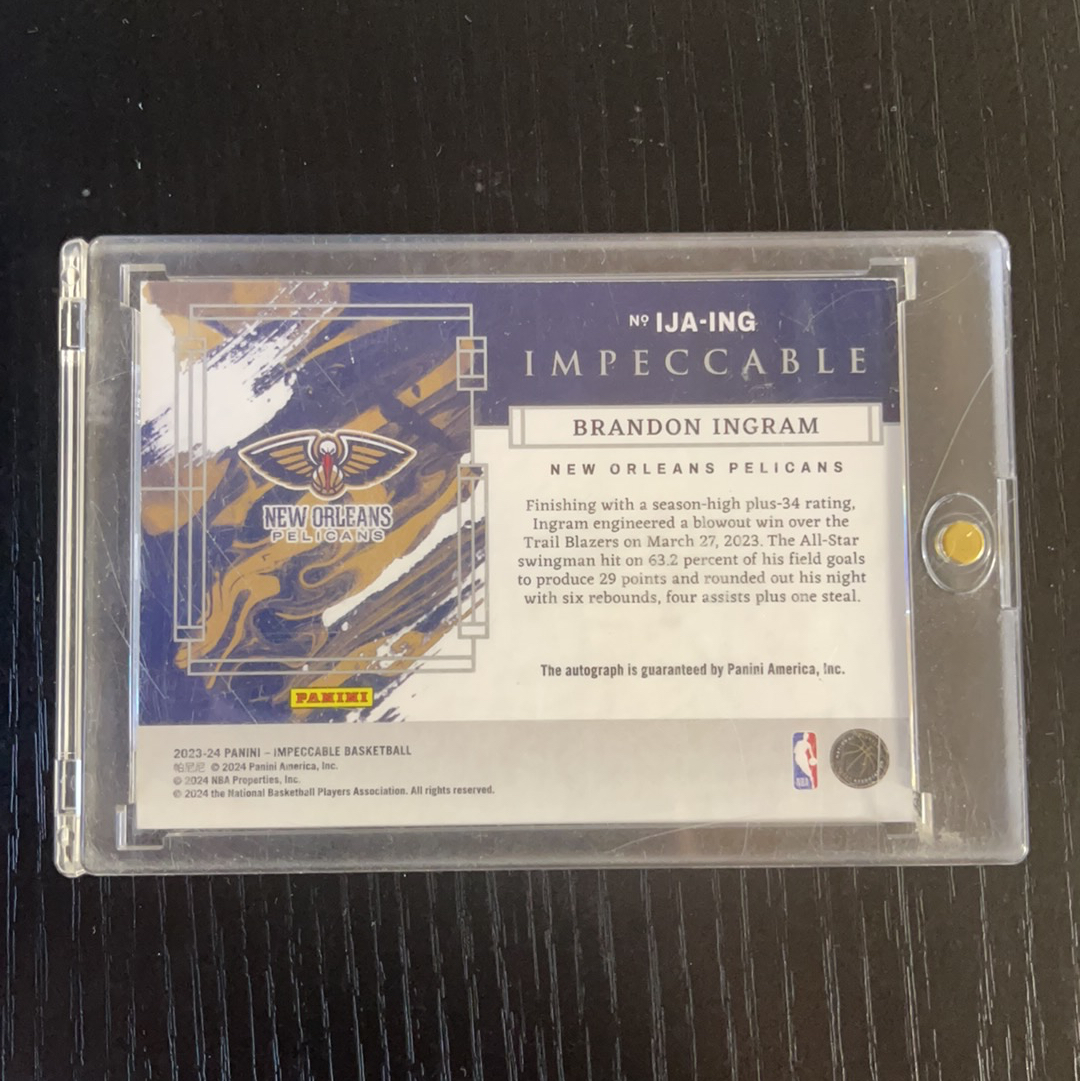 Nº IJA-ING
IMPECCABLE
BRANDON INGRAM
NEW ORLEANS PELICANS
Finishing with a season-high plus-34 rating,
Ingram engineered a blowout win over the
Trail Blazers on March 27, 2023. The All-Star
swingman hit on 63.2 percent of his field goals
to produce 29 points and rounded out his night
with six rebounds, four assists plus one steal.
The autograph is guaranteed by Panini America, Inc.
NEW ORLEANS
PELICANS
PANINI
2023-24 PANINI – IMPECCABLE BASKETBALL
帕尼尼 © 2024 Panini America, Inc.
© 2024 NBA Properties, Inc.
© 2024 the National Basketball Players Association. All rights reserved.